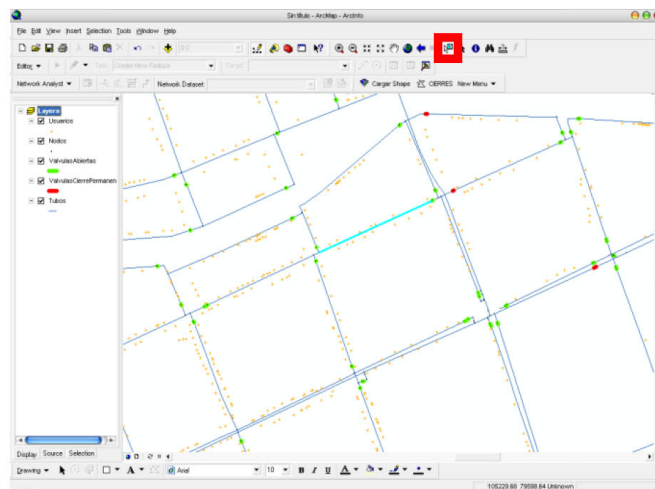 Sin título - ArcMap - ArcInfo
File Edit View Insert Selection Tools Window Help
Editor Task: Create New Feature Target:
Network Analyst Network Dataset Cargar Shape CIERRES New Menu
Layers
Usuarios
Nodos
ValvulasAbiertas
ValvulasCierrePermanen
Tubos
Display Source Selection
Drawing A Arial 10 B I U A
105229.68 79588.64 Unknown